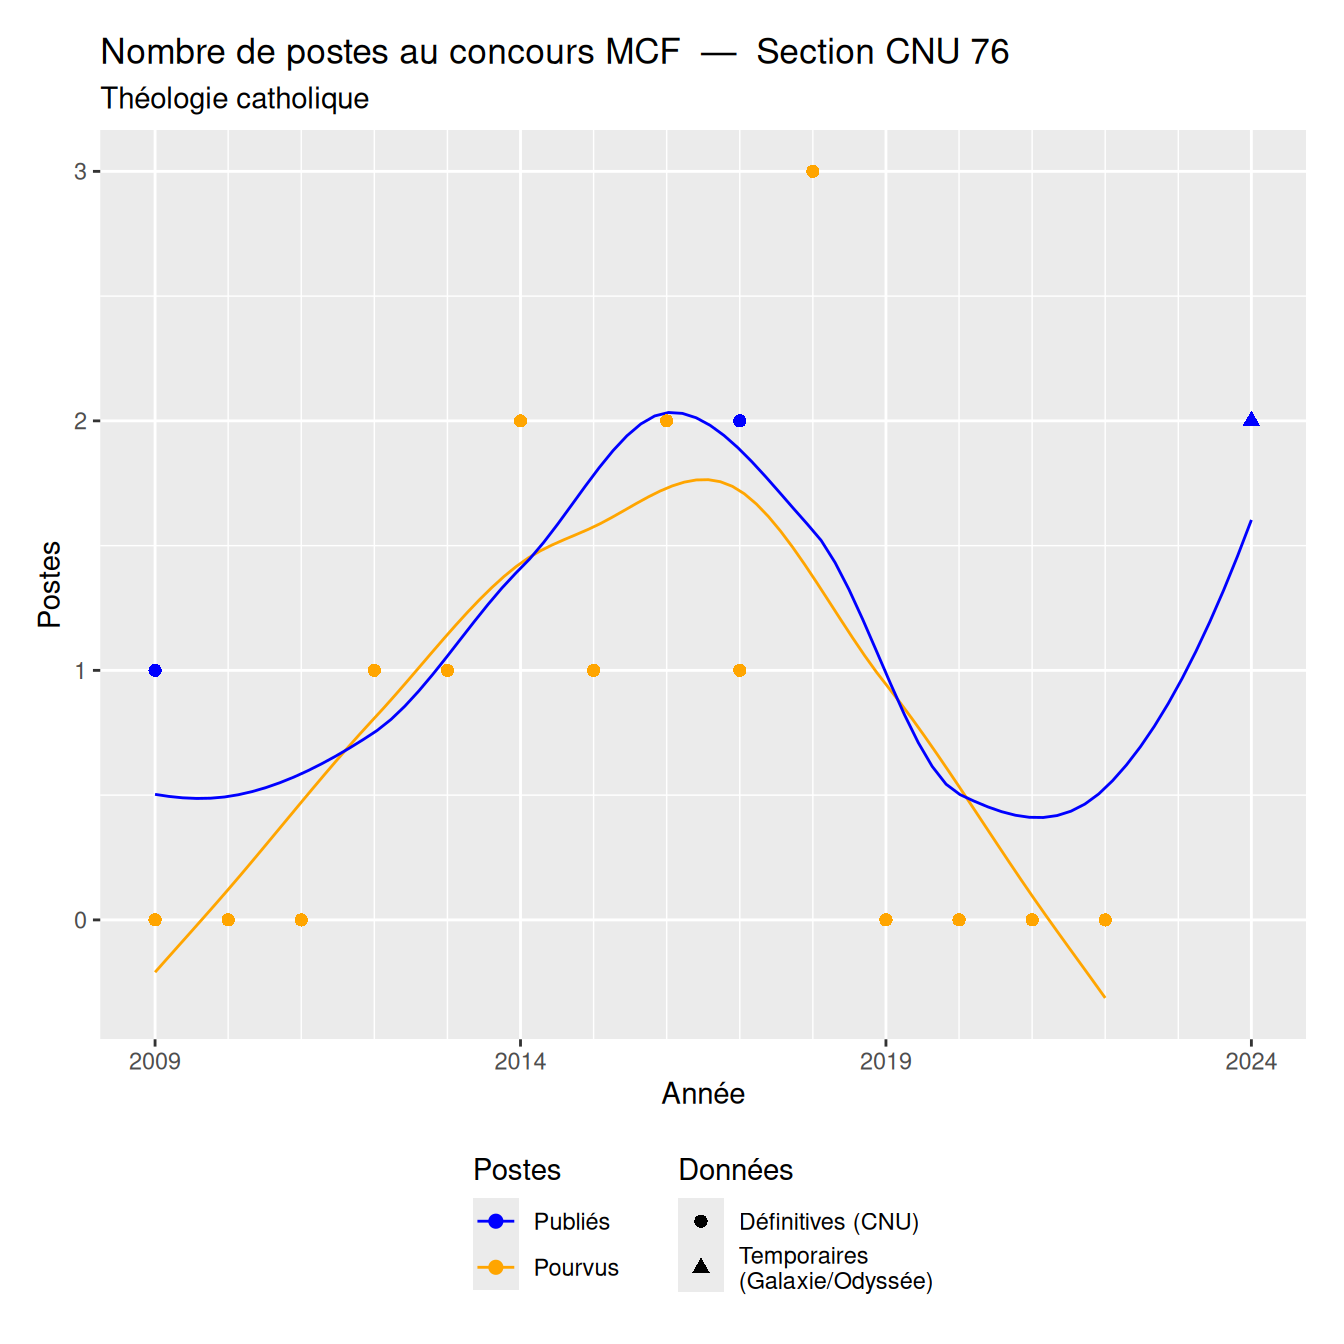 Nombre de postes au concours MCF — Section CNU 76
Théologie catholique
3
2
1
0
Postes
2009 2014 2019 2024
Année
Postes
Publiés
Pourvus
Données
Définitives (CNU)
Temporaires
(Galaxie/Odyssée)